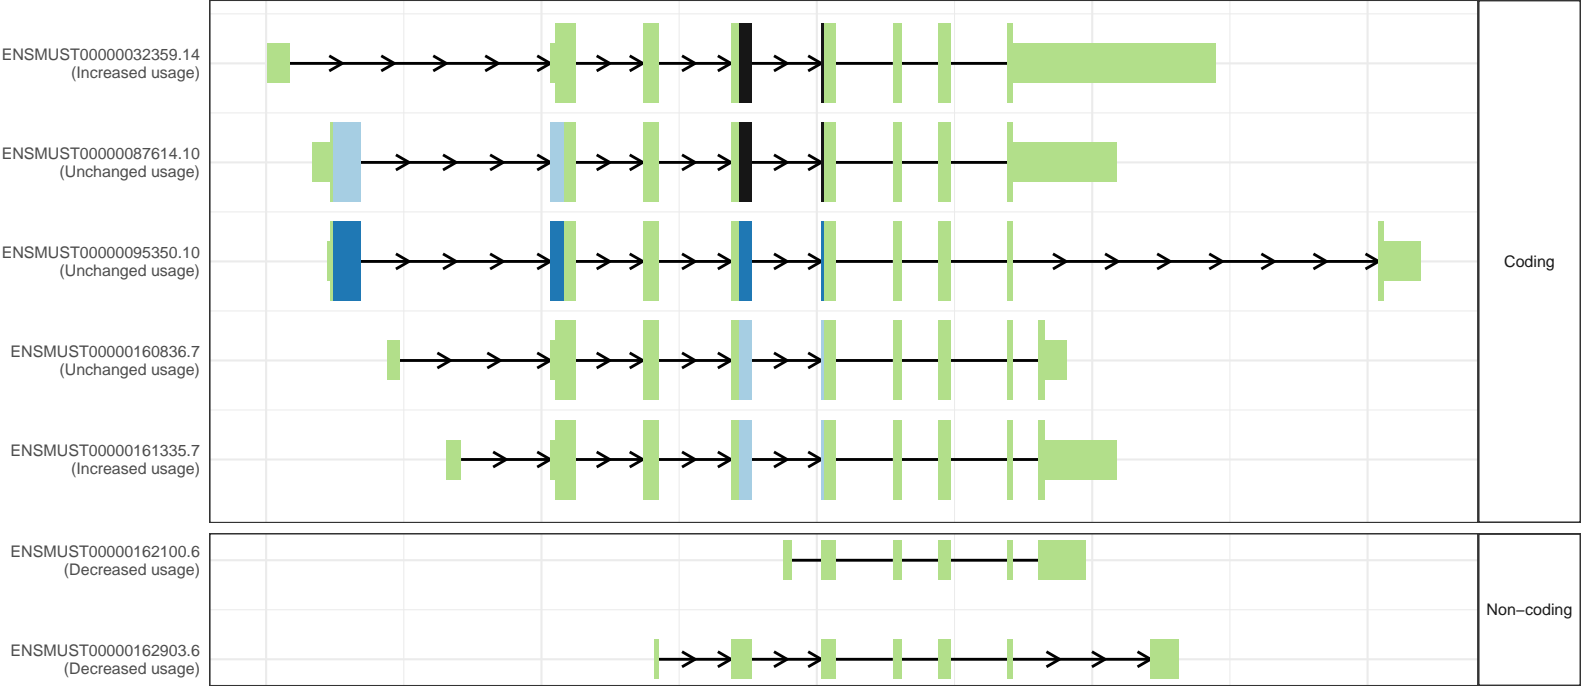 ENSMUST00000032359.14
(Increased usage)
ENSMUST00000087614.10
(Unchanged usage)
ENSMUST00000095350.10
(Unchanged usage)
Coding
ENSMUST00000160836.7
(Unchanged usage)
ENSMUST00000161335.7
(Increased usage)
ENSMUST00000162100.6
(Decreased usage)
Non−coding
ENSMUST00000162903.6
(Decreased usage)